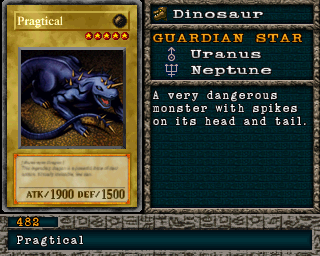 Pragtical
ATK/1900 DEF/1500
Dinosaur
GUARDIAN STAR
Uranus
Neptune
A very dangerous
monster with spikes
on its head and tail.
482
Pragtical